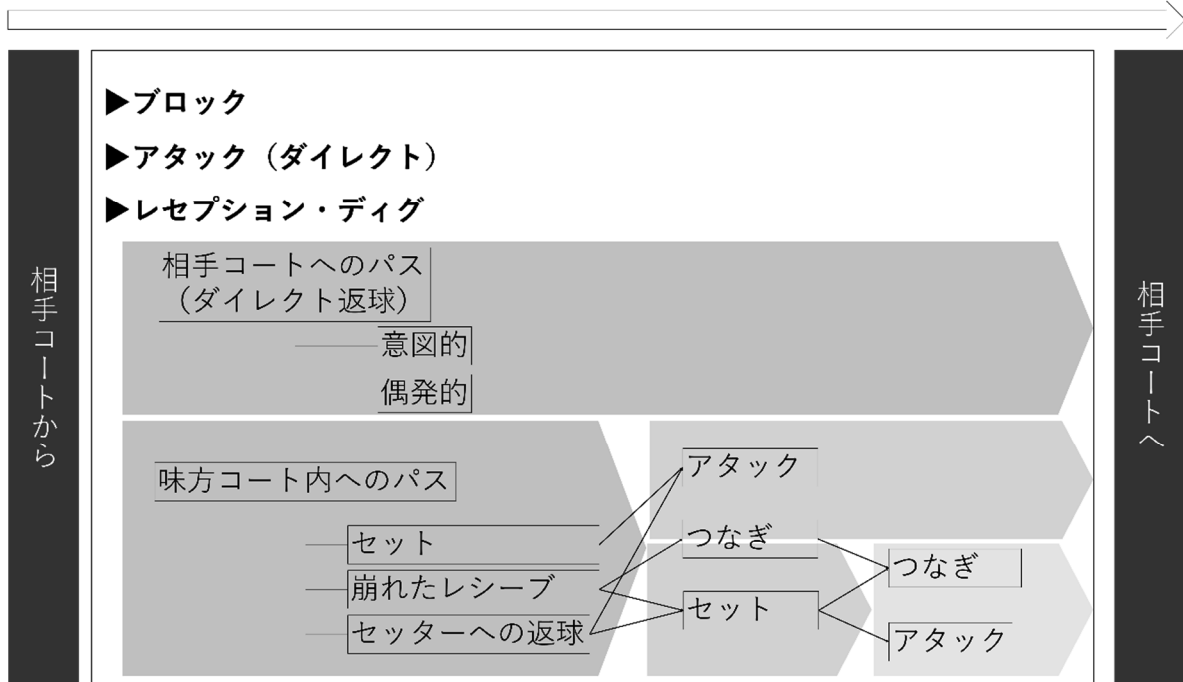 相手コートから
▶ブロック
▶アタック（ダイレクト）
▶レセプション・ディグ
相手コートへのパス
（ダイレクト返球）
意図的
偶発的
味方コート内へのパス
セット
崩れたレシーブ
セッターへの返球
アタック
つなぎ
セット
つなぎ
アタック
相手コートへ